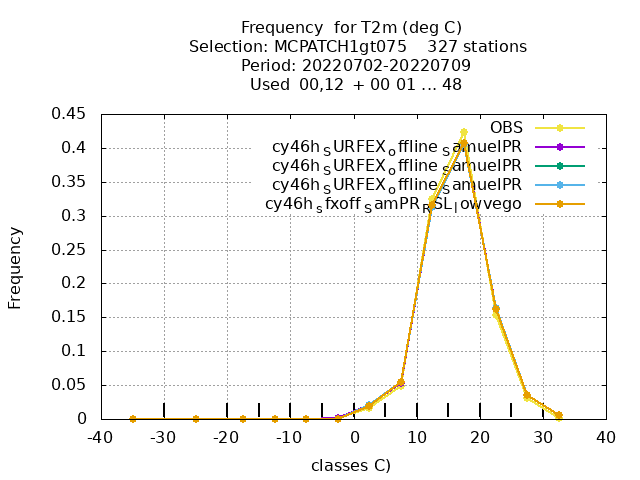 Frequency for T2m (deg C)
Selection: MCPATCH1gt075 327 stations
Period: 20220702-20220709
Used 00,12 + 00 01 ... 48
0.45
0.4
0.35
0.3
0.25
0.2
0.15
0.1
0.05
0
Frequency
OBS
cy46h_SURFEX_offline_SamuelPR
cy46h_SURFEX_offline_SamuelPR
cy46h_SURFEX_offline_SamuelPR
cy46h_sfxoff_SamPR_RSL_lowvego
-40 -30 -20 -10 0 10 20 30 40
classes C)